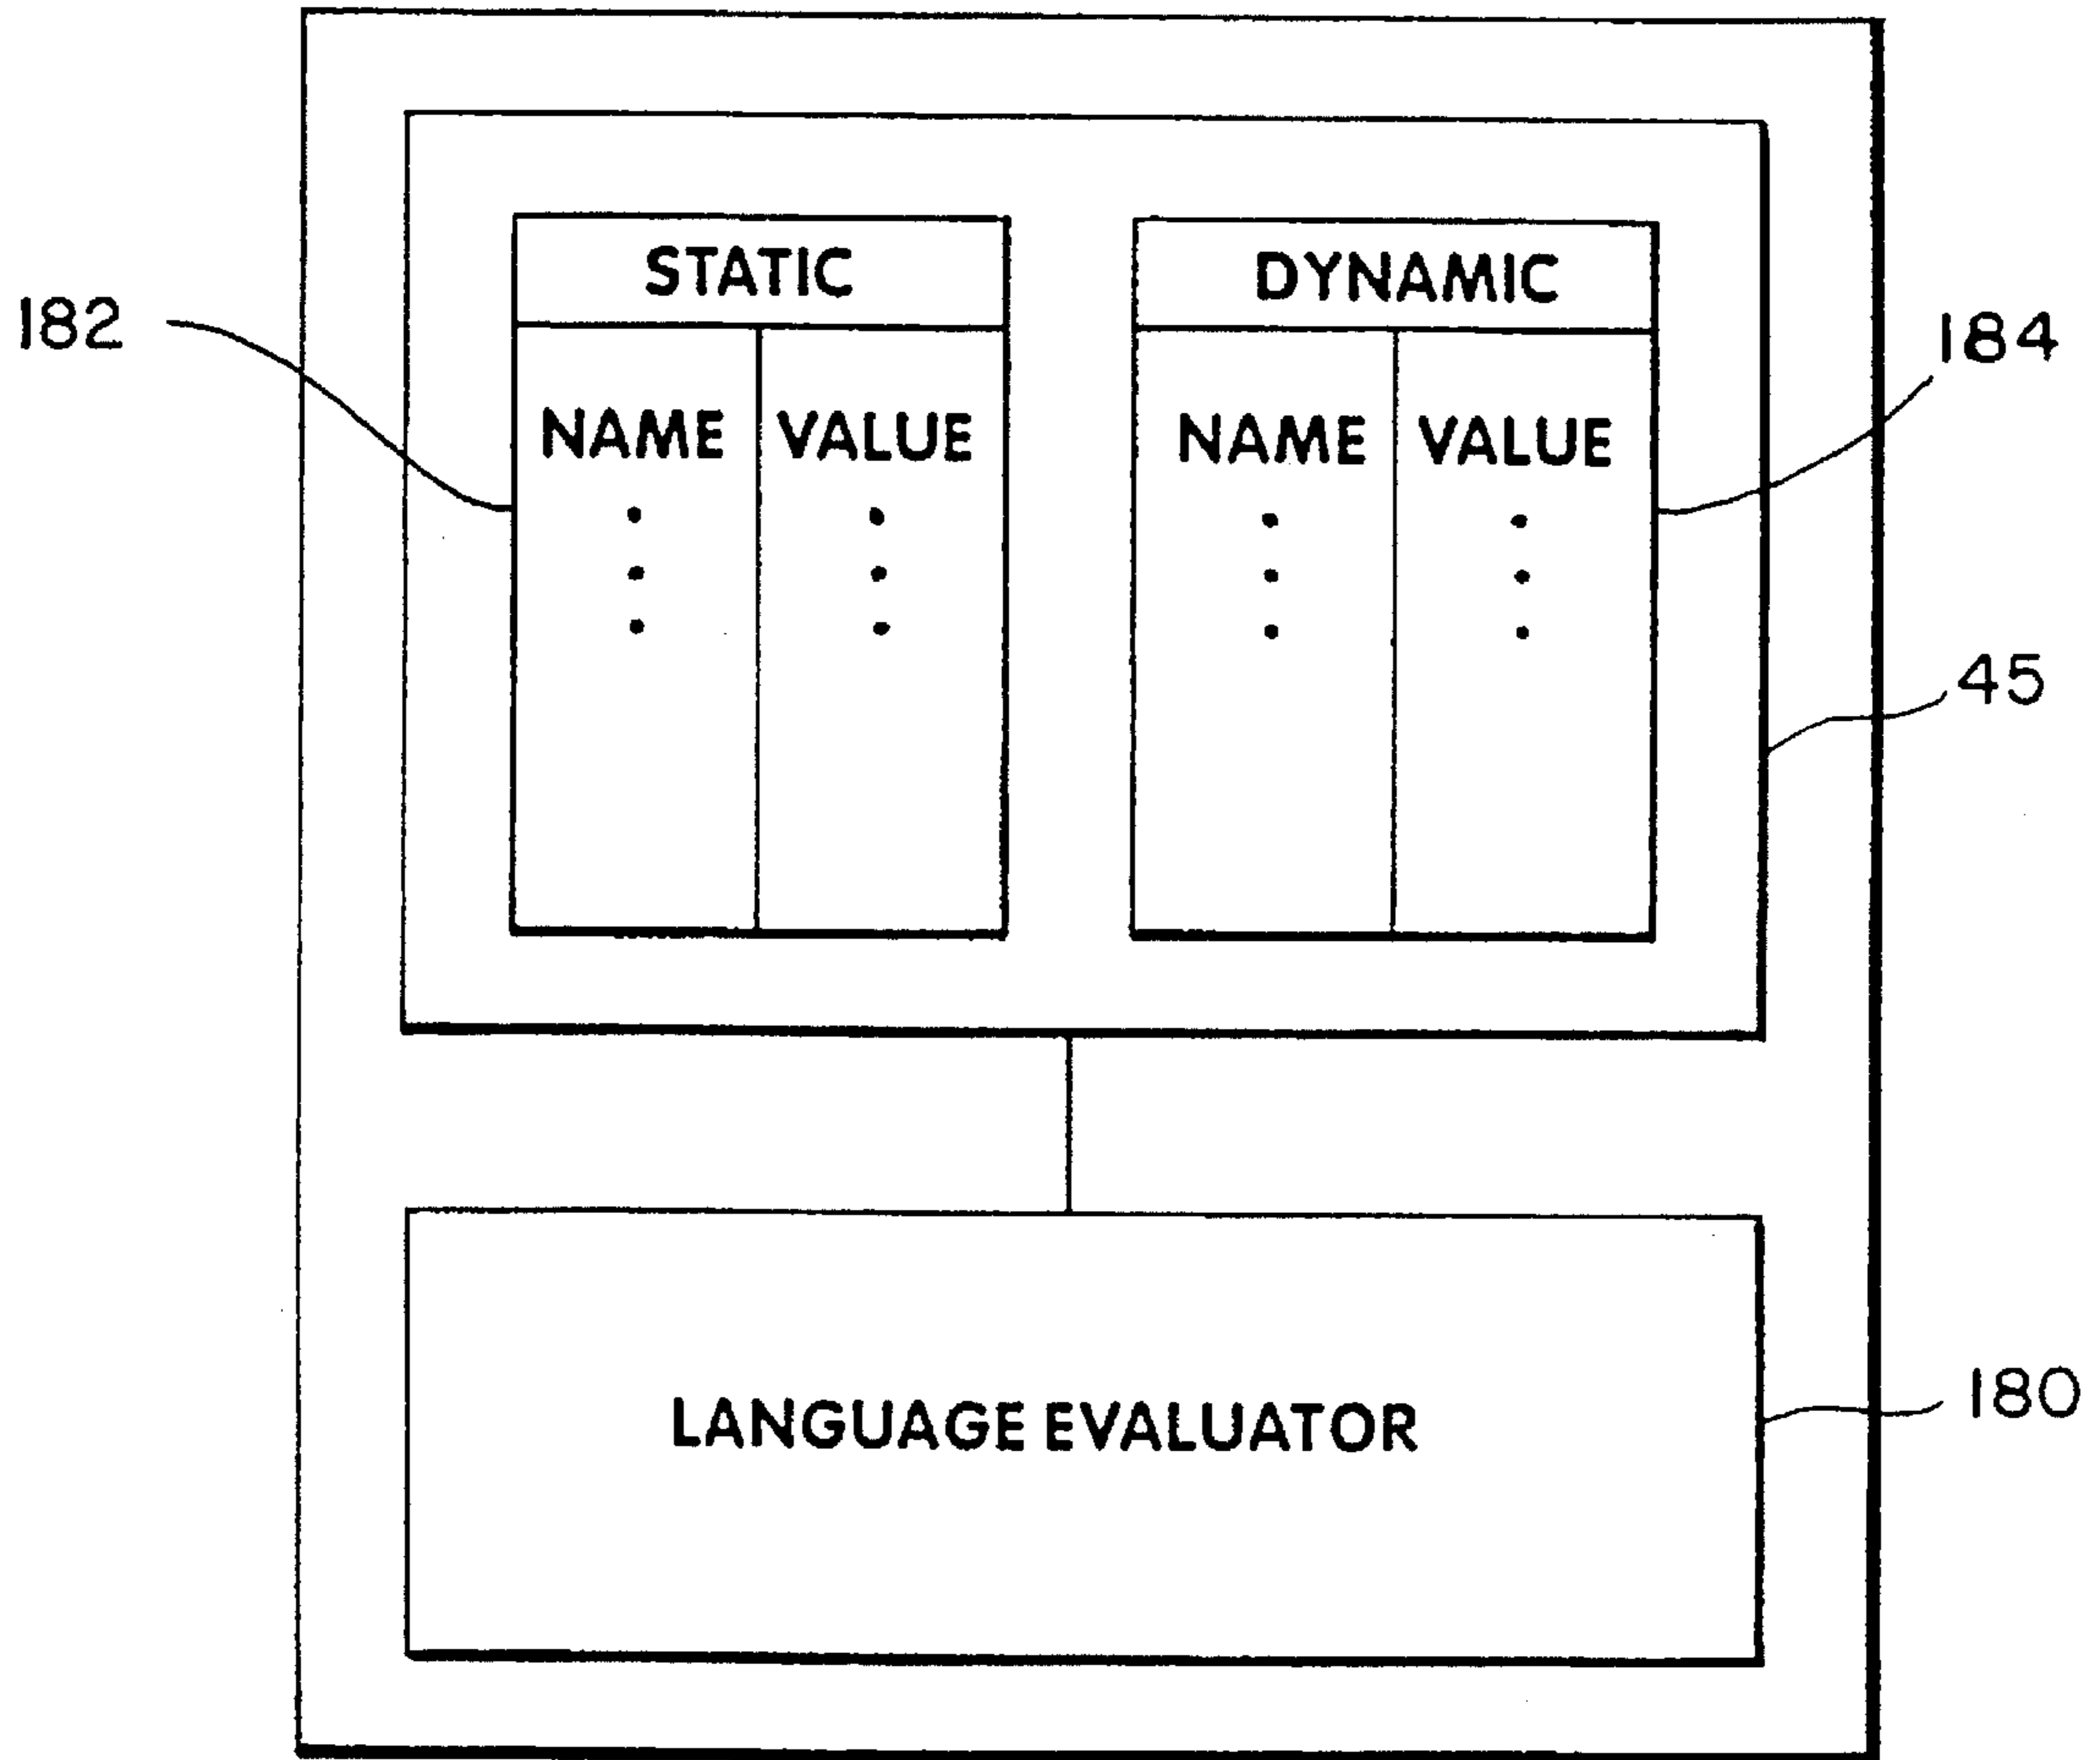 STATIC
DYNAMIC
182
184
NAME VALUE
NAME VALUE
45
LANGUAGE EVALUATOR
180